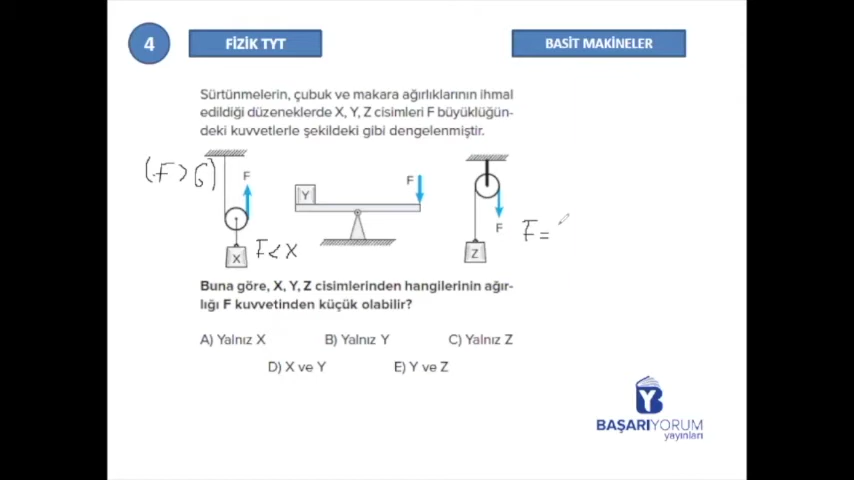 4
FİZİK TYT
BASİT MAKİNELER
Sürtünmelerin, çubuk ve makara ağırlıklarının ihmal
edildiği düzeneklerde X, Y, Z cisimleri F büyüklüğün-
deki kuvvetlerle şekildeki gibi dengelenmiştir.
(F > G)
F
X
F < X
Y
F
Z
F
F =
Buna göre, X, Y, Z cisimlerinden hangilerinin ağır-
lığı F kuvvetinden küçük olabilir?
A) Yalnız X
B) Yalnız Y
C) Yalnız Z
D) X ve Y
E) Y ve Z
BY
BAŞARIYORUM
yayınları